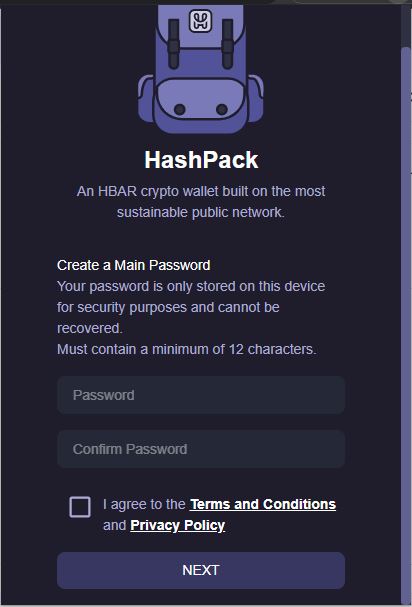 HashPack
An HBAR crypto wallet built on the most
sustainable public network.
Create a Main Password
Your password is only stored on this device
for security purposes and cannot be
recovered.
Must contain a minimum of 12 characters.
Password
Confirm Password
I agree to the Terms and Conditions
and Privacy Policy
NEXT